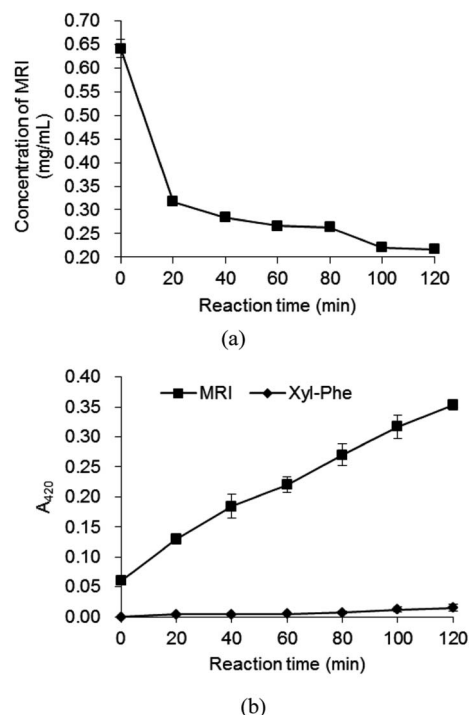 Concentration of MRI
(mg/mL)
0.70
0.65
0.60
0.55
0.50
0.45
0.40
0.35
0.30
0.25
0.20
0 20 40 60 80 100 120
Reaction time (min)
(a)
A420
0.40
0.35
0.30
0.25
0.20
0.15
0.10
0.05
0.00
MRI Xyl-Phe
0 20 40 60 80 100 120
Reaction time (min)
(b)